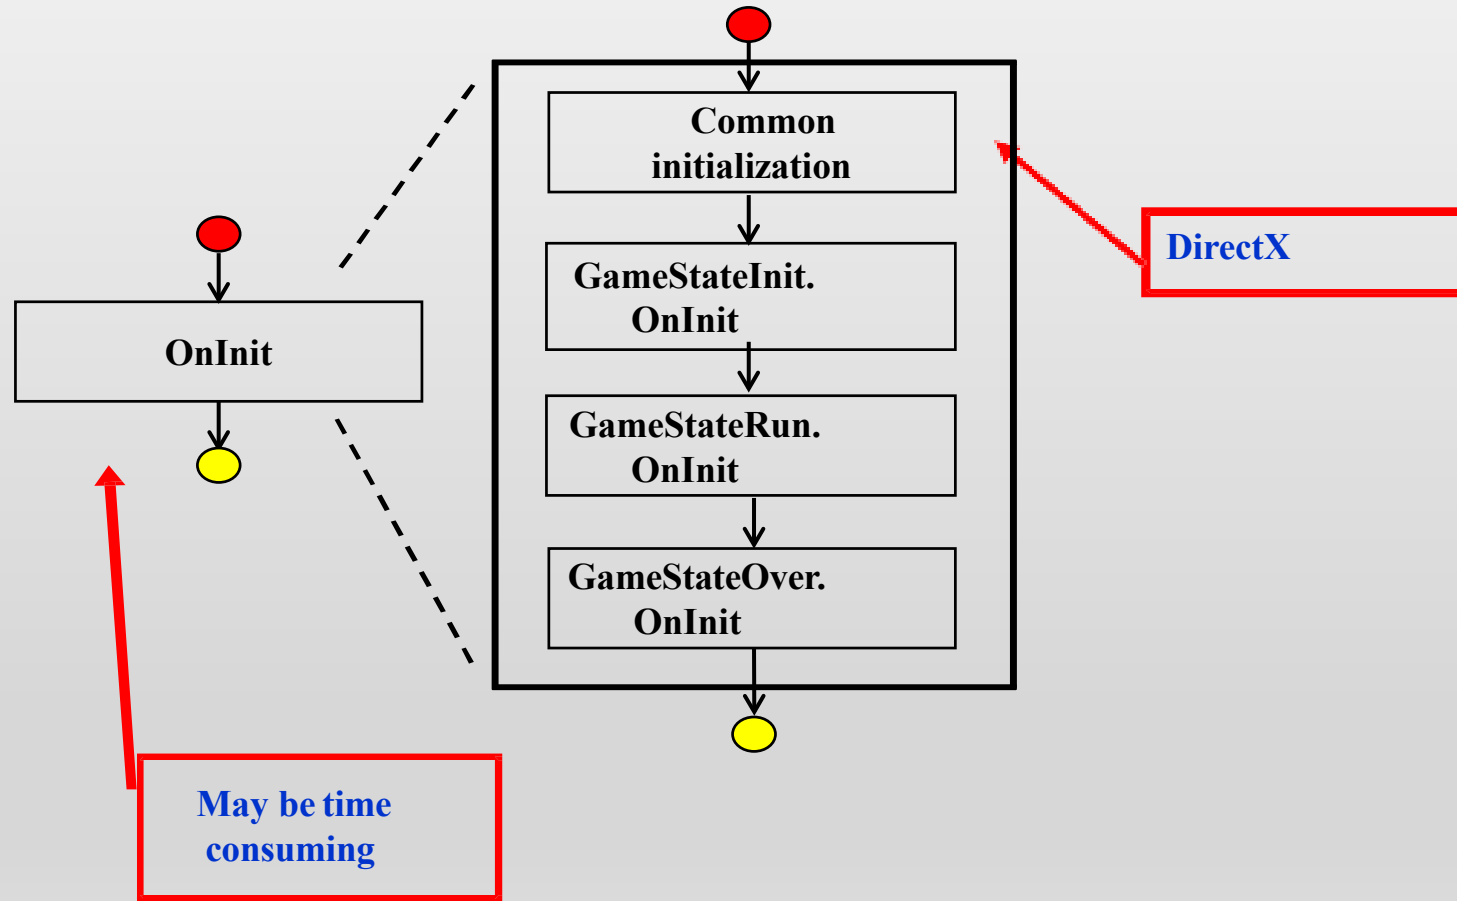 Common
initialization
GameStateInit.
OnInit
DirectX
OnInit
GameStateRun.
OnInit
GameStateOver.
OnInit
May be time
consuming